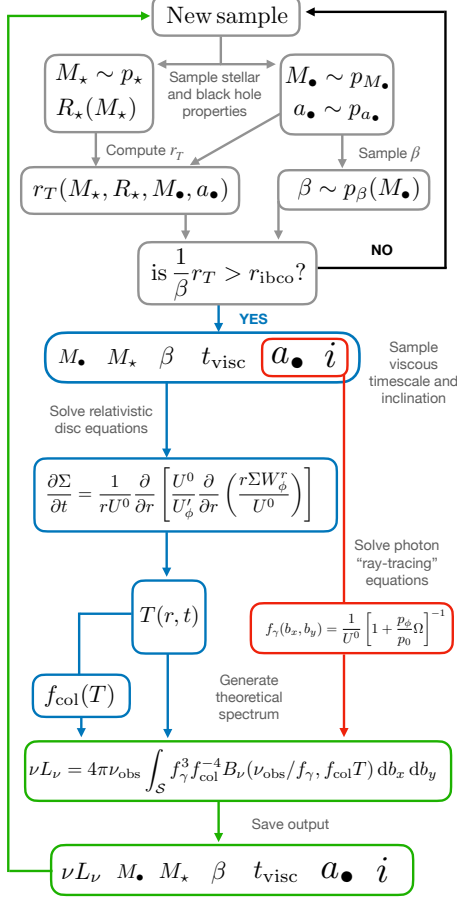 New sample
M⋆ ∼ p⋆
R⋆(M⋆)
Sample stellar
and black hole
properties
M• ∼ pM•
a• ∼ pa•
Compute rT
Sample β
rT(M⋆, R⋆, M•, a•)
β ∼ pβ(M•)
is 1/β rT > ribco?
NO
YES
M• M⋆ β tvisc a• i
Sample
viscous
timescale and
inclination
Solve relativistic
disc equations
∂Σ/∂t = 1/(rU⁰) ∂/∂r [U⁰/U′ϕ ∂/∂r (rΣWʳϕ/U⁰)]
Solve photon
“ray-tracing”
equations
T(r, t)
fγ(bx, by) = 1/U⁰ [1 + pϕ/p₀ Ω]⁻¹
fcol(T)
Generate
theoretical
spectrum
νLν = 4πνobs ∫S fγ³ fcol⁻⁴ Bν(νobs/fγ, fcolT) dbx dby
Save output
νLν M• M⋆ β tvisc a• i